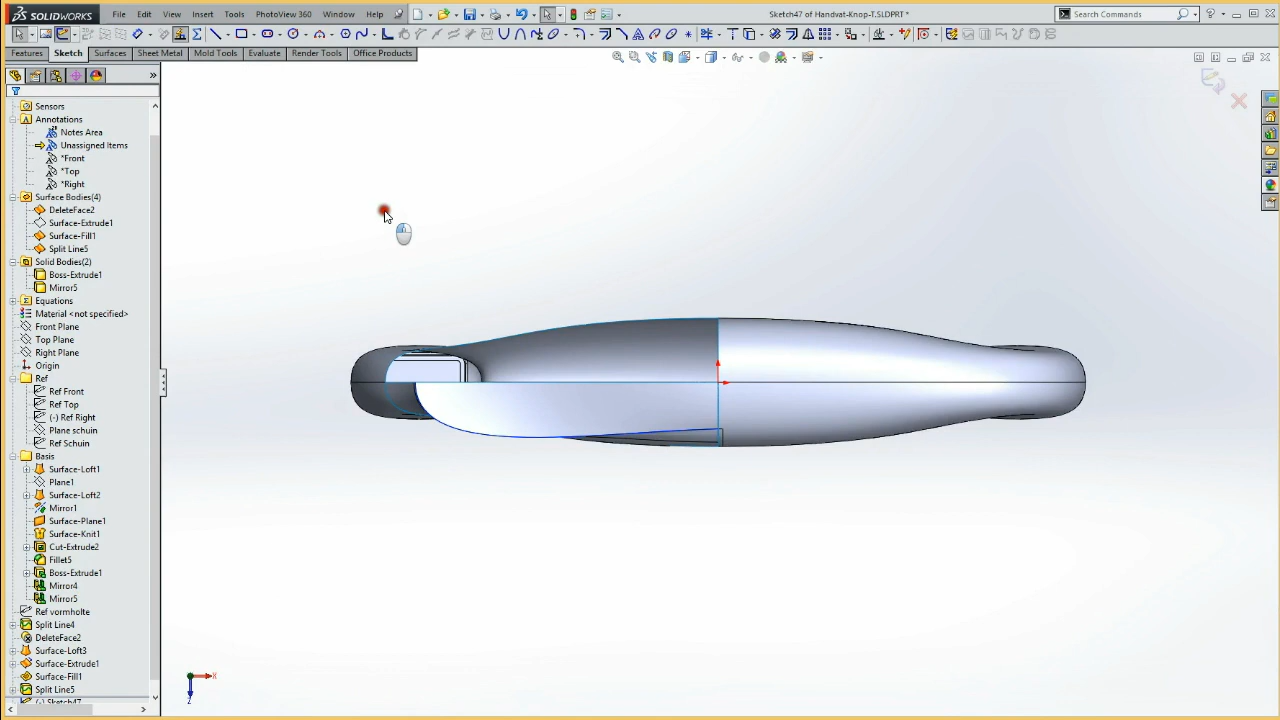 SOLIDWORKS File Edit View Insert Tools PhotoView 360 Window Help Sketch47 of Handvat-Knop-T.SLDPRT * Search Commands
Features Sketch Surfaces Sheet Metal Mold Tools Evaluate Render Tools Office Products
Sensors
Annotations
Notes Area
Unassigned Items
*Front
*Top
*Right
Surface Bodies(4)
DeleteFace2
Surface-Extrude1
Surface-Fill1
Split Line5
Solid Bodies(2)
Boss-Extrude1
Mirror5
Equations
Material <not specified>
Front Plane
Top Plane
Right Plane
Origin
Ref
Ref Front
Ref Top
(-) Ref Right
Plane schuin
Ref Schuin
Basis
Surface-Loft1
Plane1
Surface-Loft2
Mirror1
Surface-Plane1
Surface-Knit1
Cut-Extrude2
Fillet5
Boss-Extrude1
Mirror4
Mirror5
Ref vormholte
Split Line4
DeleteFace2
Surface-Loft3
Surface-Extrude1
Surface-Fill1
Split Line5
(-) Sketch47
X
Z